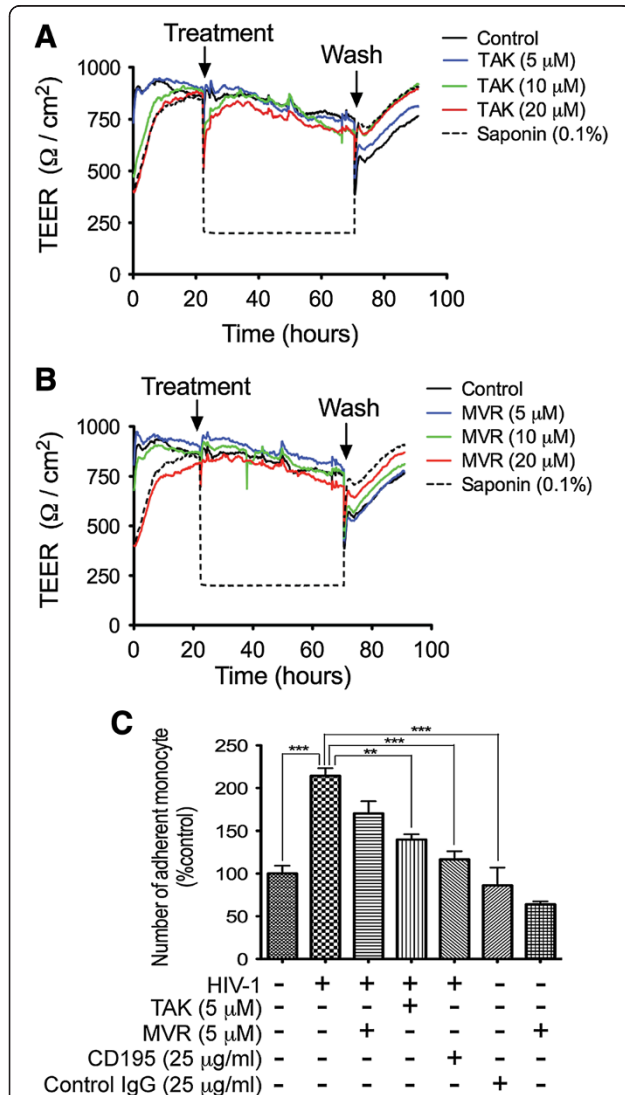 A
Treatment
Wash
Control
TAK (5 µM)
TAK (10 µM)
TAK (20 µM)
Saponin (0.1%)
TEER (Ω / cm²)
1000
750
500
250
0
0 20 40 60 80 100
Time (hours)
B
Treatment
Wash
Control
MVR (5 µM)
MVR (10 µM)
MVR (20 µM)
Saponin (0.1%)
TEER (Ω / cm²)
1000
750
500
250
0
0 20 40 60 80 100
Time (hours)
C
Number of adherent monocyte
(%control)
250
200
150
100
50
0
*** ** *** ***
HIV-1 - + + + + - -
TAK (5 µM) - - - + - - -
MVR (5 µM) - - + - - - +
CD195 (25 µg/ml) - - - - + - -
Control IgG (25 µg/ml) - - - - - + -